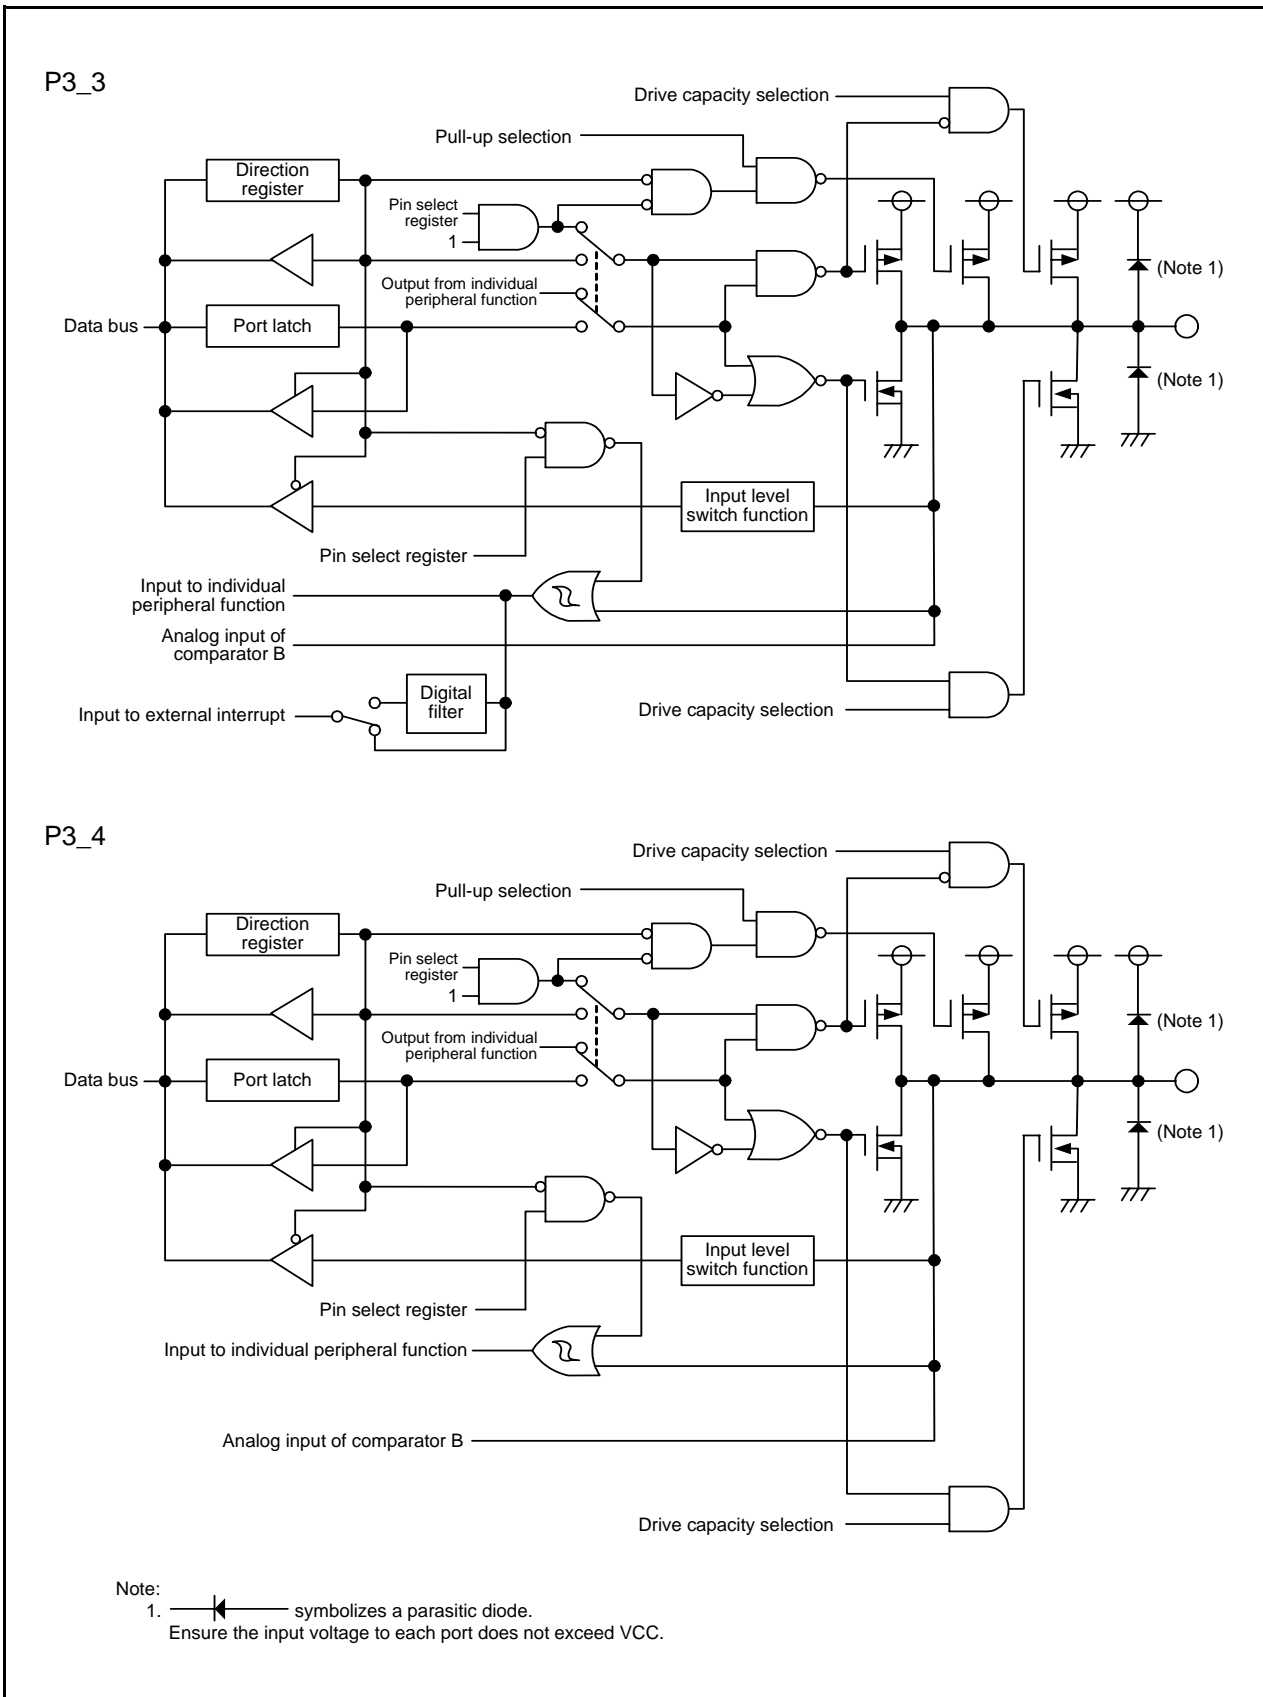 P3_3
Drive capacity selection
Pull-up selection
Direction
register
Pin select
register
1
(Note 1)
Output from individual
peripheral function
Data bus
Port latch
(Note 1)
Input level
switch function
Pin select register
Input to individual
peripheral function
Analog input of
comparator B
Digital
filter
Input to external interrupt
Drive capacity selection
P3_4
Drive capacity selection
Pull-up selection
Direction
register
Pin select
register
1
(Note 1)
Output from individual
peripheral function
Data bus
Port latch
(Note 1)
Input level
switch function
Pin select register
Input to individual peripheral function
Analog input of comparator B
Drive capacity selection
Note:
1. symbolizes a parasitic diode.
Ensure the input voltage to each port does not exceed VCC.